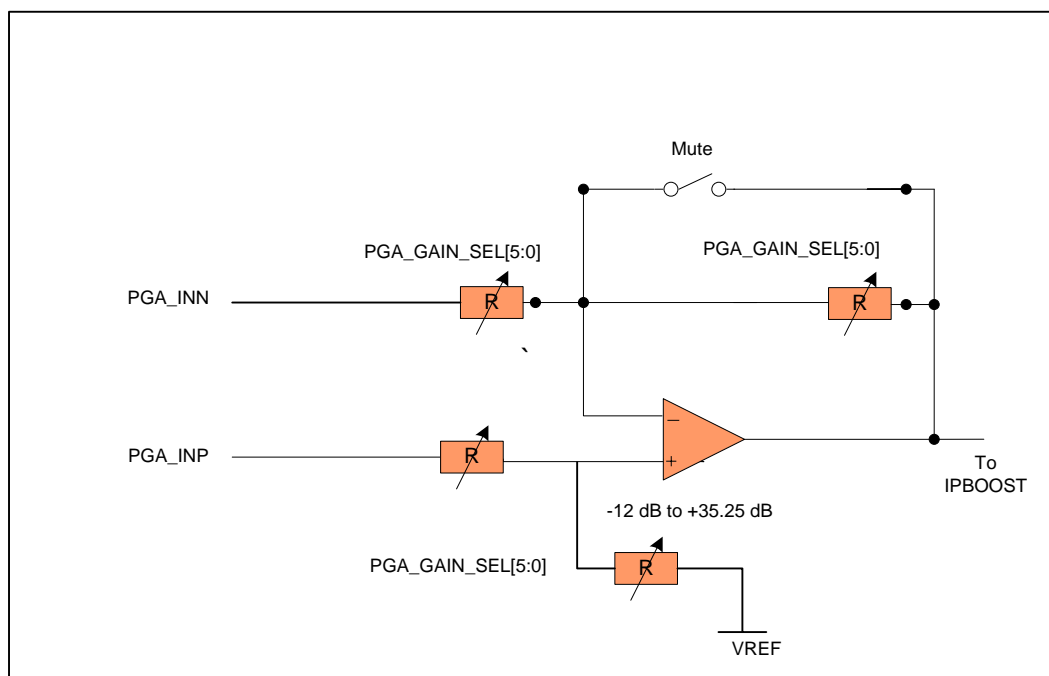 Mute
PGA_GAIN_SEL[5:0]
PGA_GAIN_SEL[5:0]
PGA_INN
R
R
`
PGA_INP
R
−
+
-
To
IPBOOST
-12 dB to +35.25 dB
PGA_GAIN_SEL[5:0]
R
VREF